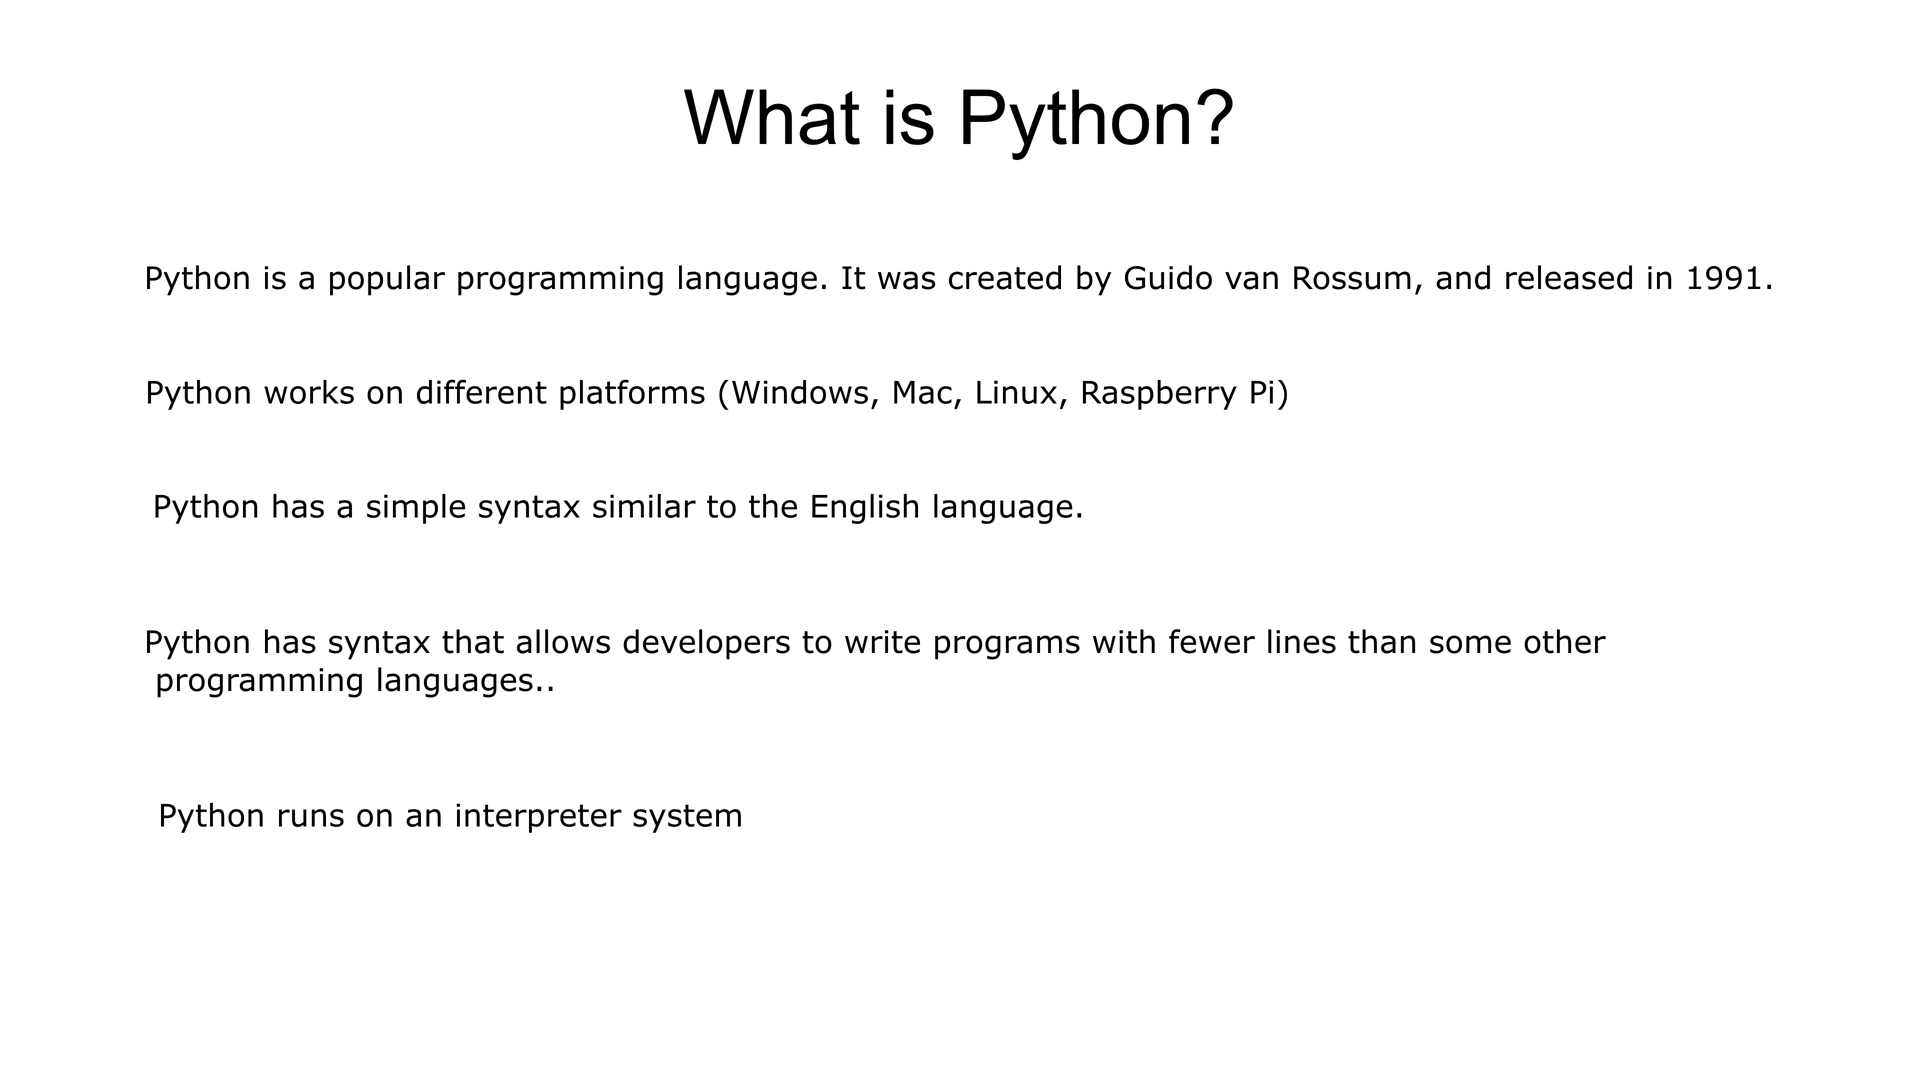 What is Python?
Python is a popular programming language. It was created by Guido van Rossum, and released in 1991.
Python works on different platforms (Windows, Mac, Linux, Raspberry Pi)
Python has a simple syntax similar to the English language.
Python has syntax that allows developers to write programs with fewer lines than some other
programming languages..
Python runs on an interpreter system